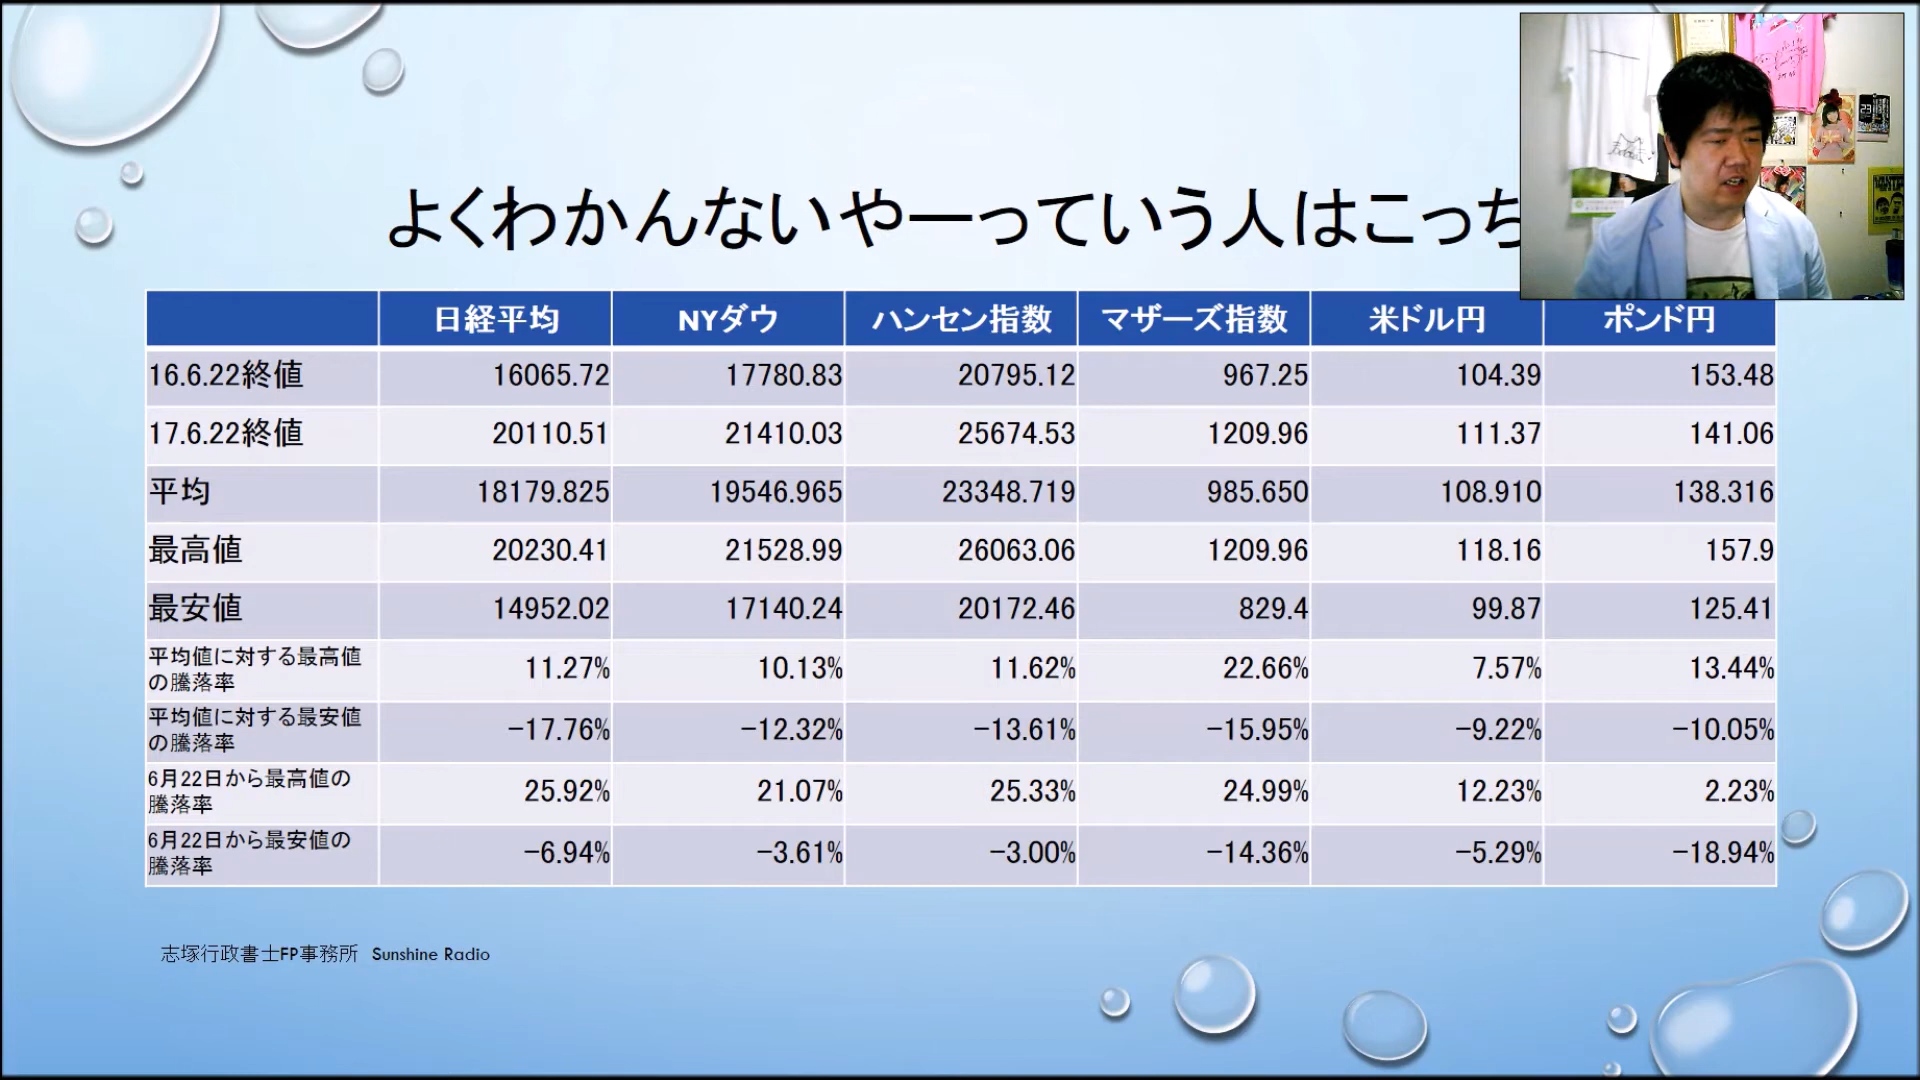 よくわかんないやーっていう人はこっち
日経平均 NYダウ ハンセン指数 マザーズ指数 米ドル円 ポンド円
16.6.22終値 16065.72 17780.83 20795.12 967.25 104.39 153.48
17.6.22終値 20110.51 21410.03 25674.53 1209.96 111.37 141.06
平均 18179.825 19546.965 23348.719 985.650 108.910 138.316
最高値 20230.41 21528.99 26063.06 1209.96 118.16 157.9
最安値 14952.02 17140.24 20172.46 829.4 99.87 125.41
平均値に対する最高値
の騰落率 11.27% 10.13% 11.62% 22.66% 7.57% 13.44%
平均値に対する最安値
の騰落率 -17.76% -12.32% -13.61% -15.95% -9.22% -10.05%
6月22日から最高値の
騰落率 25.92% 21.07% 25.33% 24.99% 12.23% 2.23%
6月22日から最安値の
騰落率 -6.94% -3.61% -3.00% -14.36% -5.29% -18.94%
志塚行政書士FP事務所 Sunshine Radio